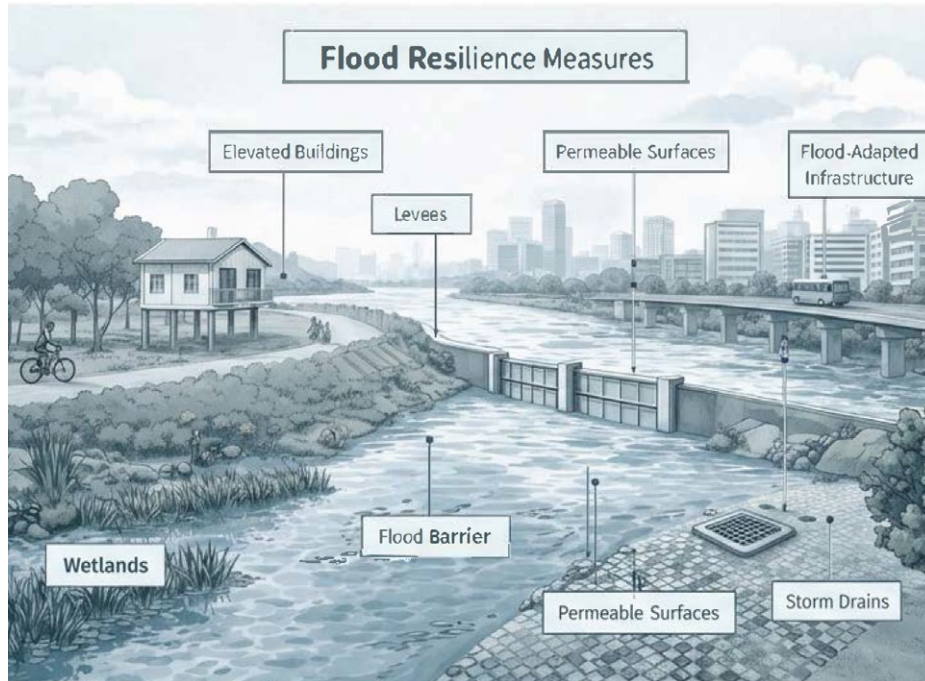 Flood Resilience Measures
Elevated Buildings
Permeable Surfaces
Flood-Adapted
Infrastructure
Levees
Flood Barrier
Wetlands
Permeable Surfaces
Storm Drains